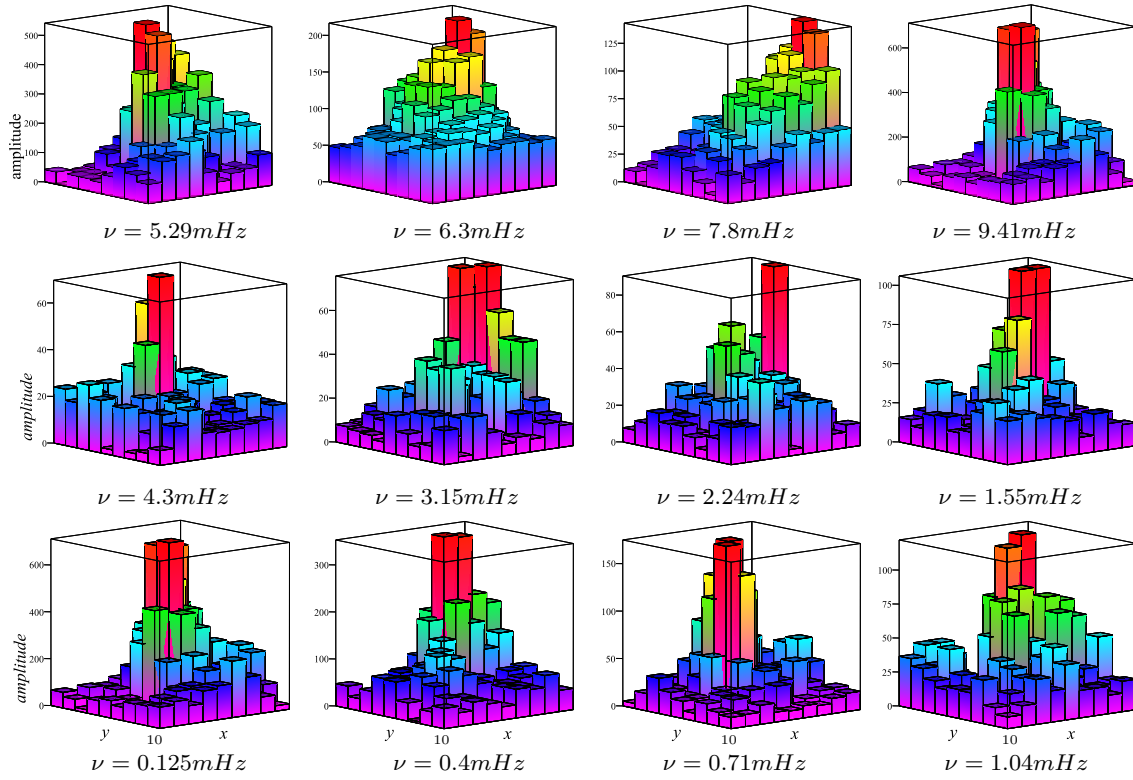 amplitude
500
400
300
200
100
0
ν = 5.29mHz
200
150
100
50
0
ν = 6.3mHz
125
100
75
50
25
0
ν = 7.8mHz
600
400
200
0
ν = 9.41mHz
amplitude
60
40
20
0
ν = 4.3mHz
60
40
20
0
ν = 3.15mHz
80
60
40
20
0
ν = 2.24mHz
100
75
50
25
0
ν = 1.55mHz
amplitude
600
400
200
0
y 10 x
ν = 0.125mHz
300
200
100
0
y 10 x
ν = 0.4mHz
150
100
50
0
y 10 x
ν = 0.71mHz
100
75
50
25
0
y 10 x
ν = 1.04mHz